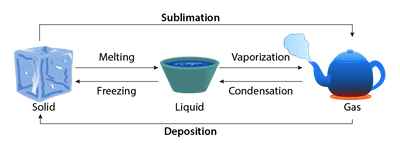 Sublimation
Melting
Vaporization
Freezing
Condensation
Solid
Liquid
Gas
Deposition